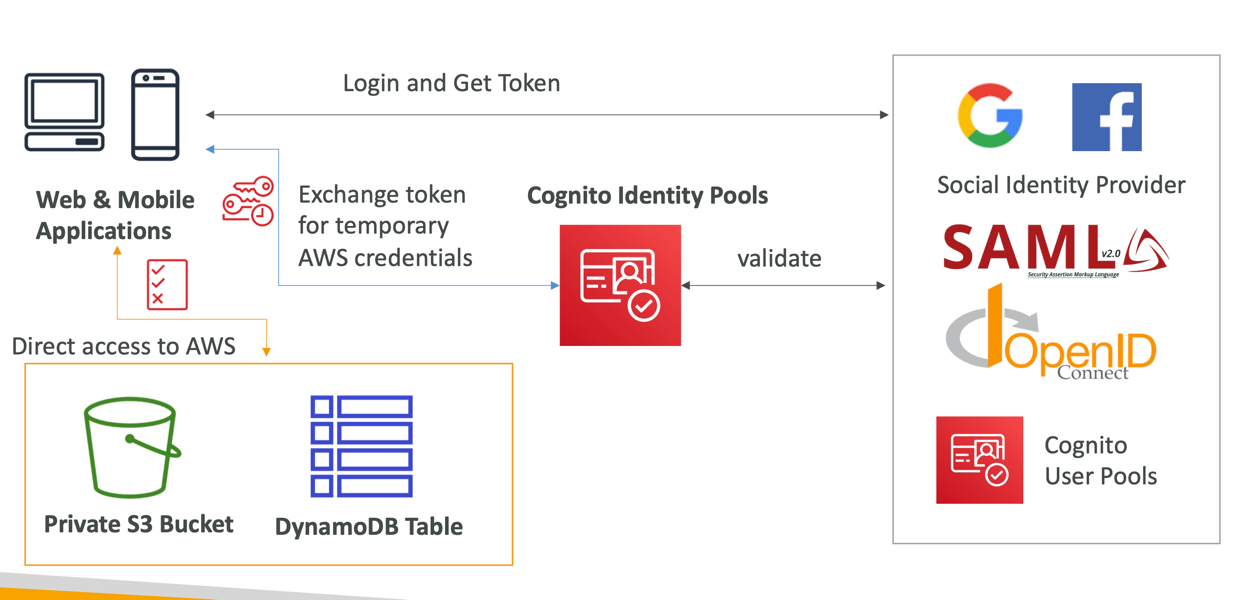 Login and Get Token
Web & Mobile
Applications
Exchange token
for temporary
AWS credentials
Cognito Identity Pools
validate
Social Identity Provider
SAML v2.0
Security Assertion Markup Language
OpenID
Connect
Cognito
User Pools
Direct access to AWS
Private S3 Bucket
DynamoDB Table